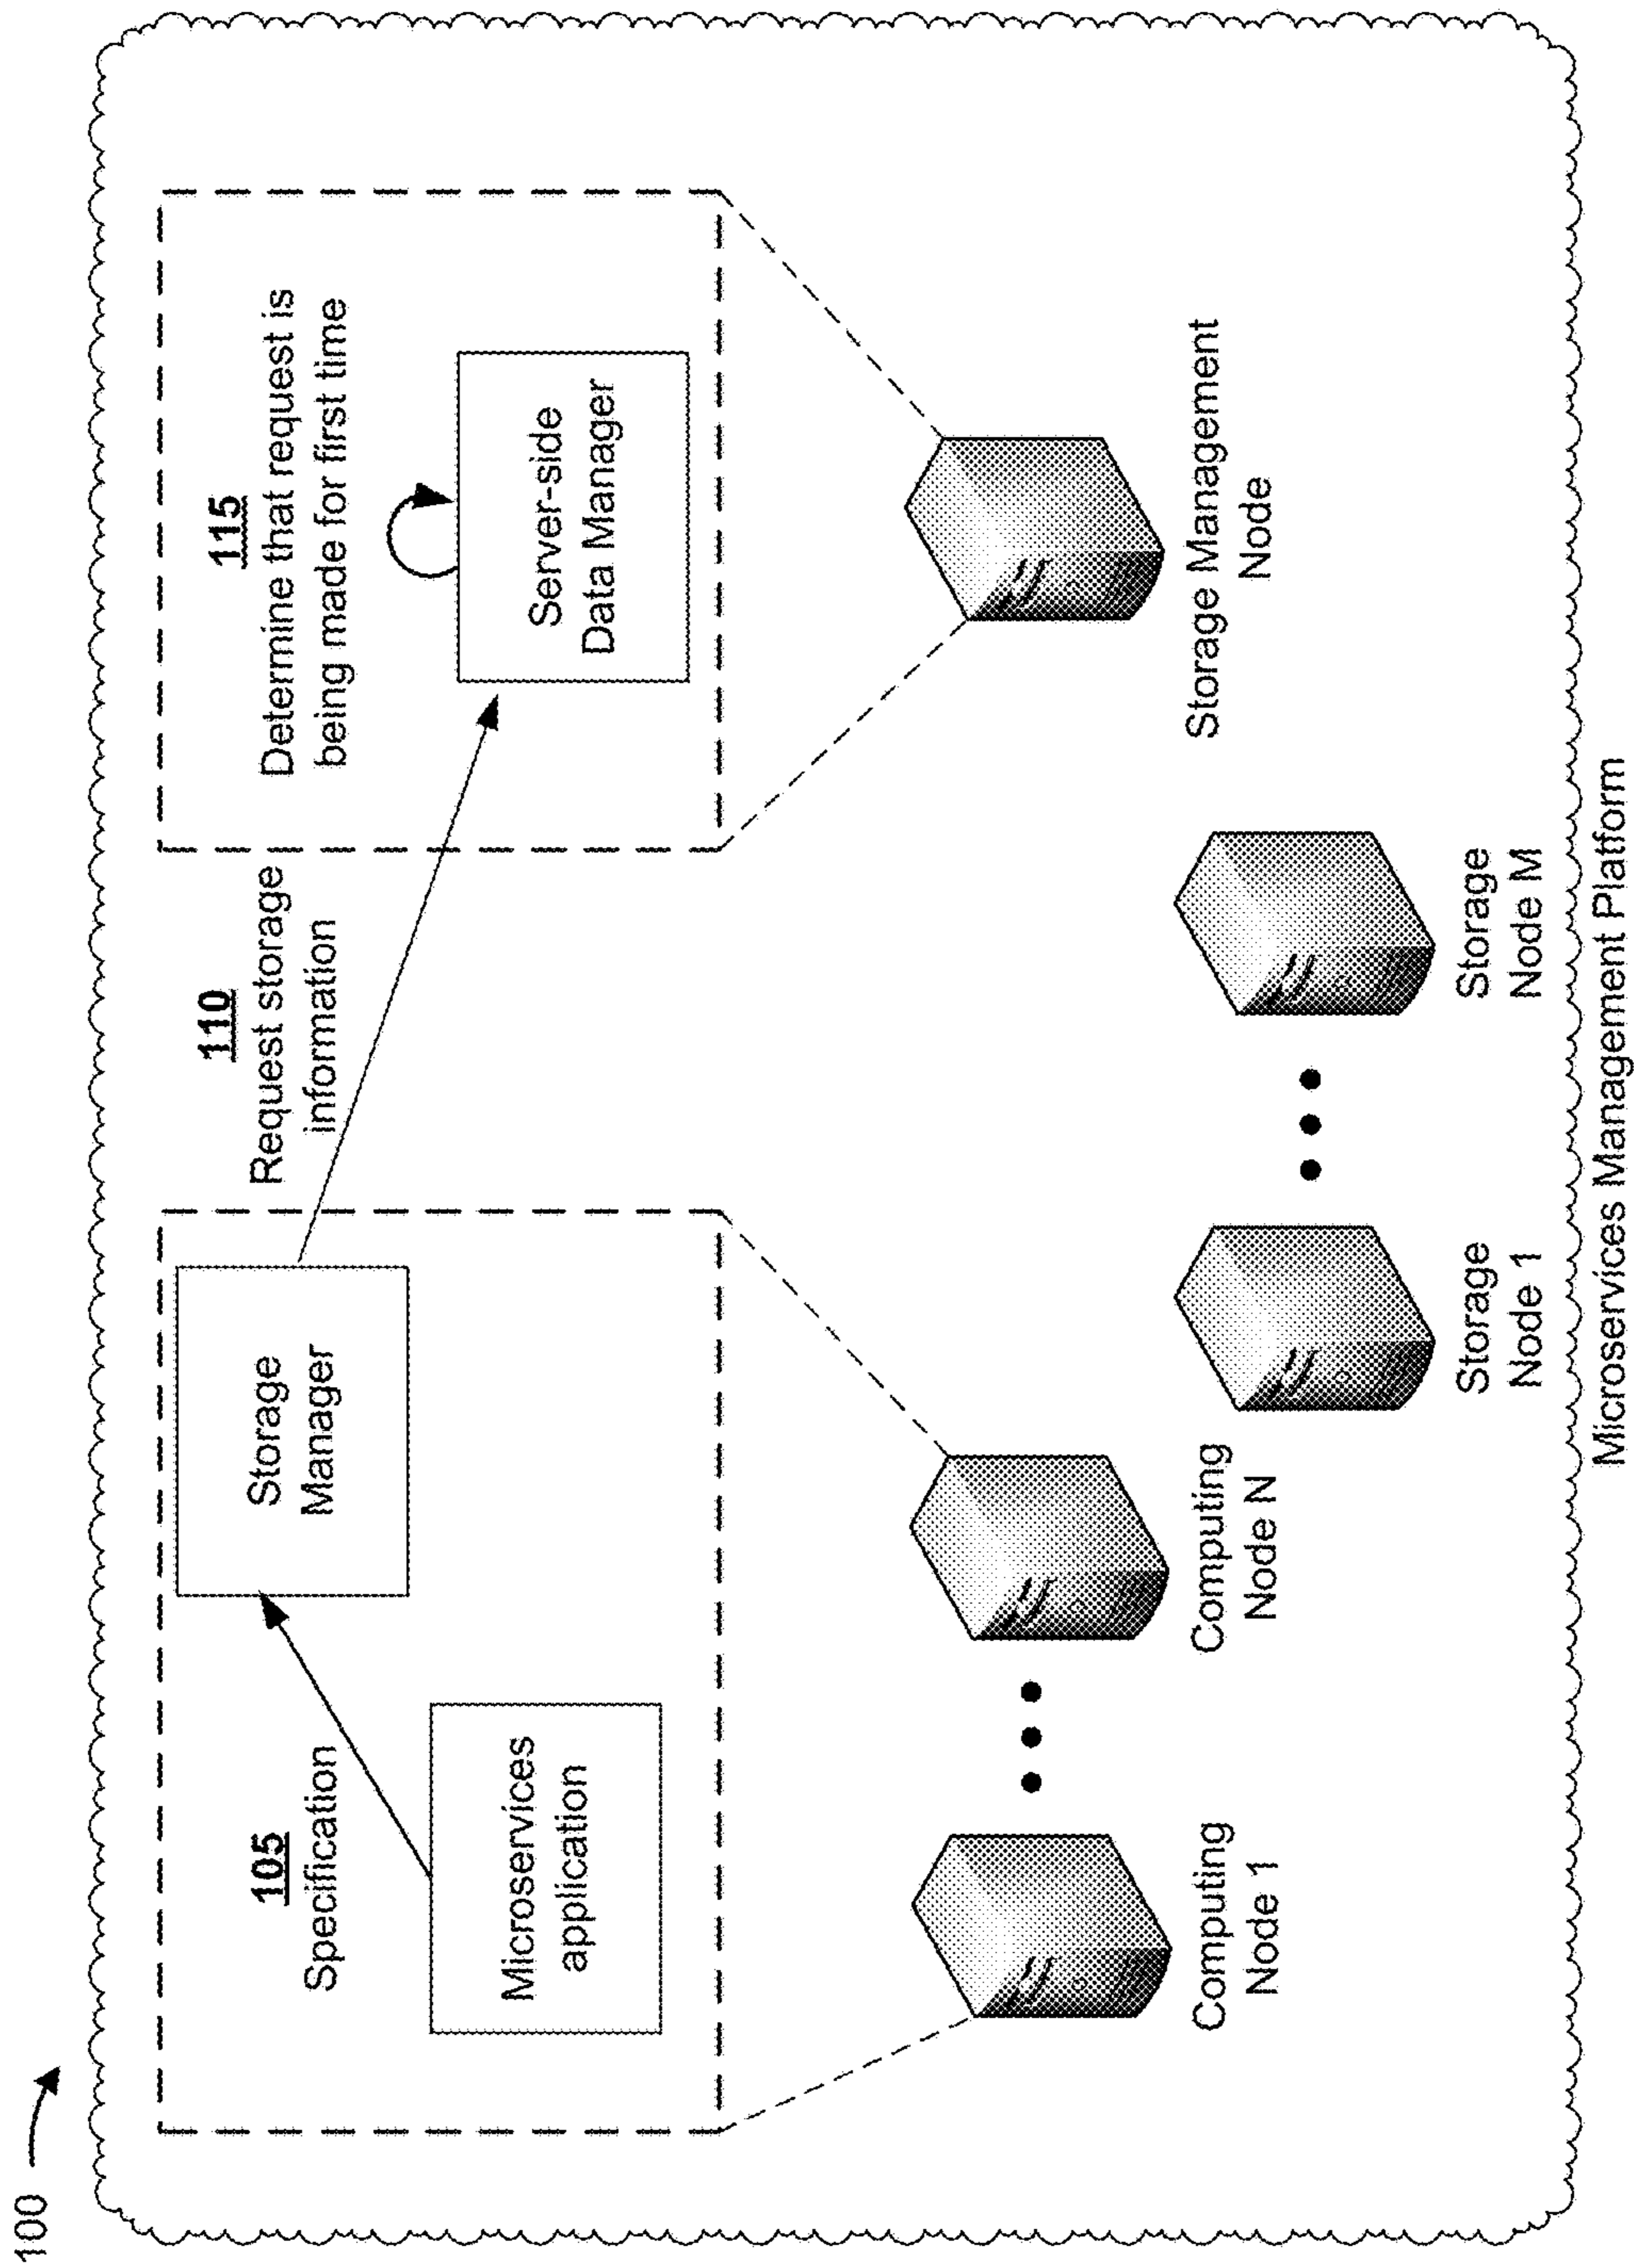 100
105
Specification
Microservices
application
Storage
Manager
110
Request storage
information
115
Determine that request is
being made for first time
Server-side
Data Manager
Computing
Node 1
Computing
Node N
Storage
Node 1
Storage
Node M
Storage Management
Node
Microservices Management Platform